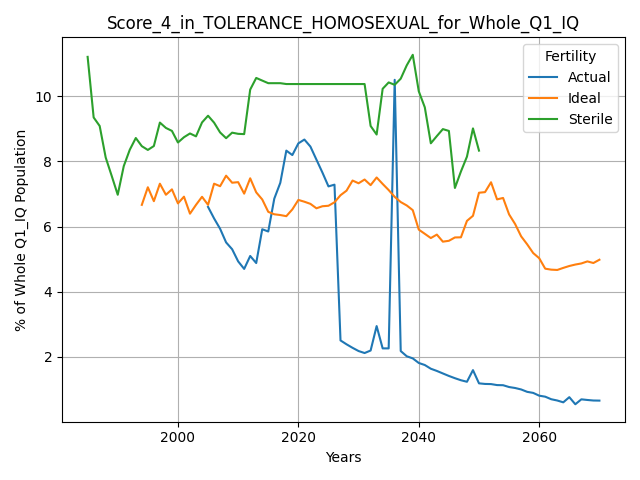 Score_4_in_TOLERANCE_HOMOSEXUAL_for_Whole_Q1_IQ
% of Whole Q1_IQ Population
10
8
6
4
2
Fertility
Actual
Ideal
Sterile
2000
2020
2040
2060
Years